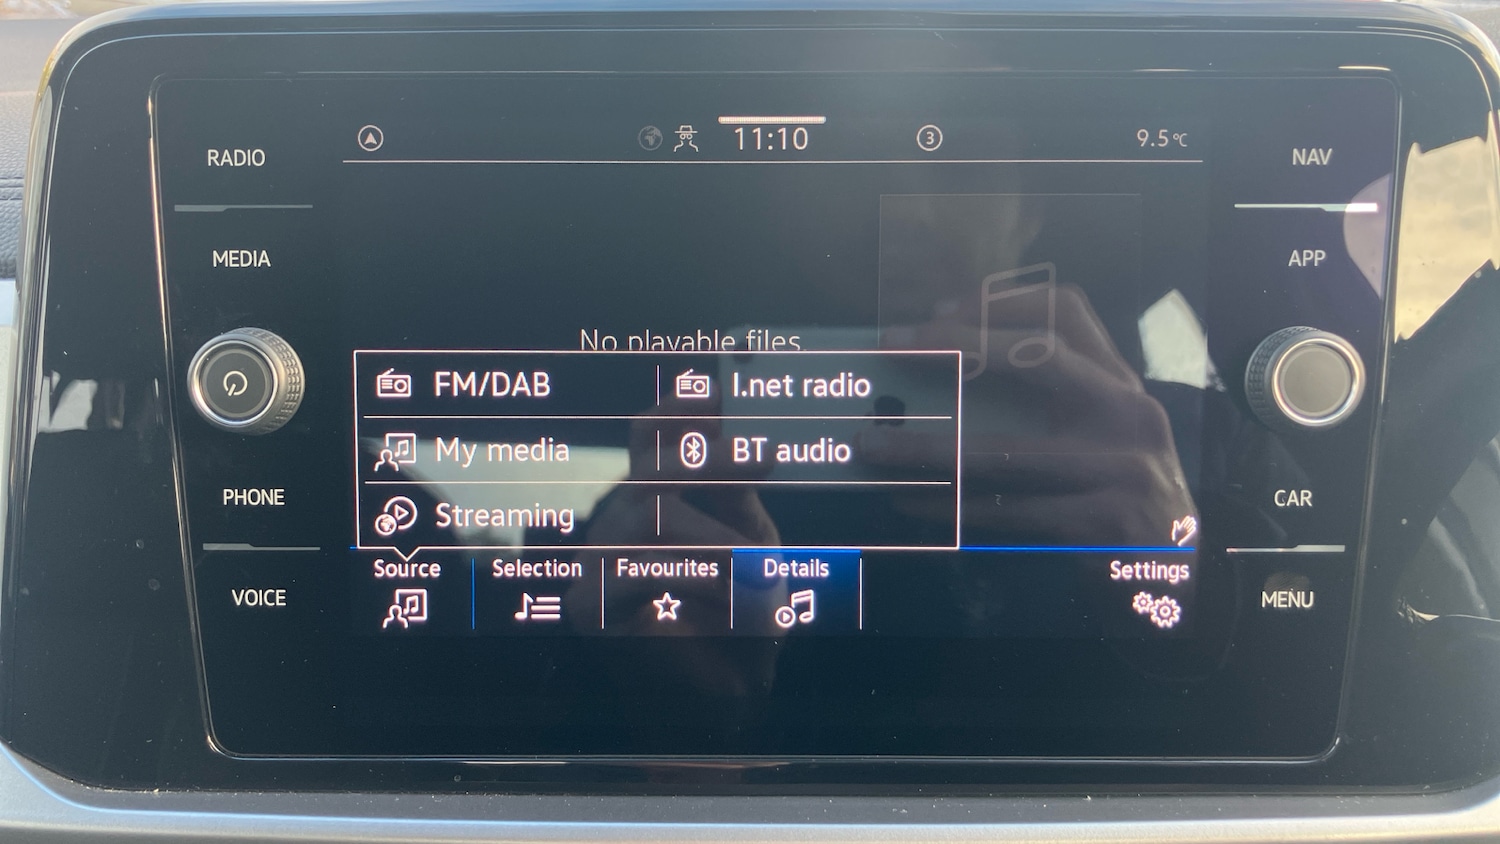 RADIO
11:10
3
9.5°C
NAV
MEDIA
APP
No playable files.
FM/DAB
I.net radio
My media
BT audio
Streaming
PHONE
CAR
Source
Selection
Favourites
Details
Settings
VOICE
MENU